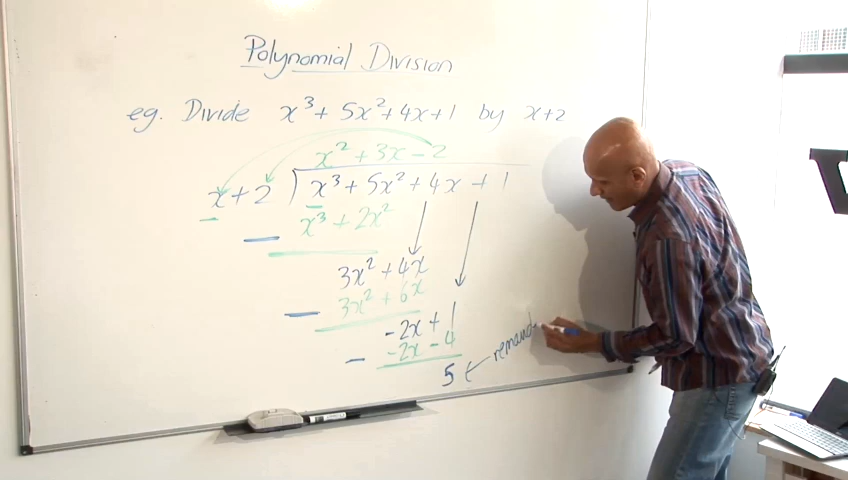 Polynomial Division
eg. Divide x³ + 5x² + 4x + 1 by x + 2
x² + 3x - 2
x + 2 ) x³ + 5x² + 4x + 1
x³ + 2x²
—
3x² + 4x
3x² + 6x
—
-2x + 1
-2x - 4
—
5 ← remaind